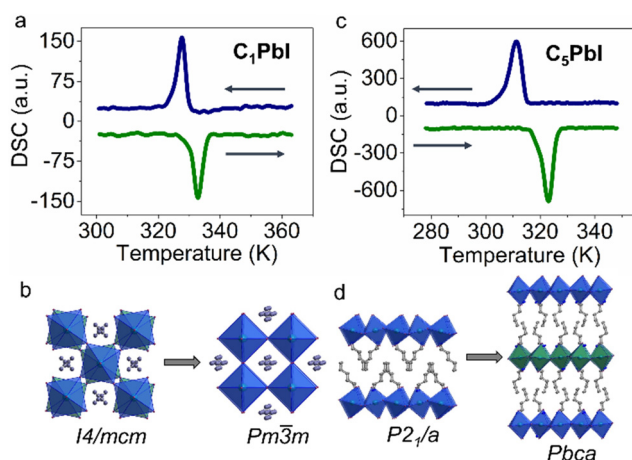 a
C₁PbI
DSC (a.u.)
150
75
0
-75
-150
300 320 340 360
Temperature (K)
c
C₅PbI
DSC (a.u.)
600
300
0
-300
-600
280 300 320 340
Temperature (K)
b
I4/mcm
Pm3̅m
d
P2₁/a
Pbca